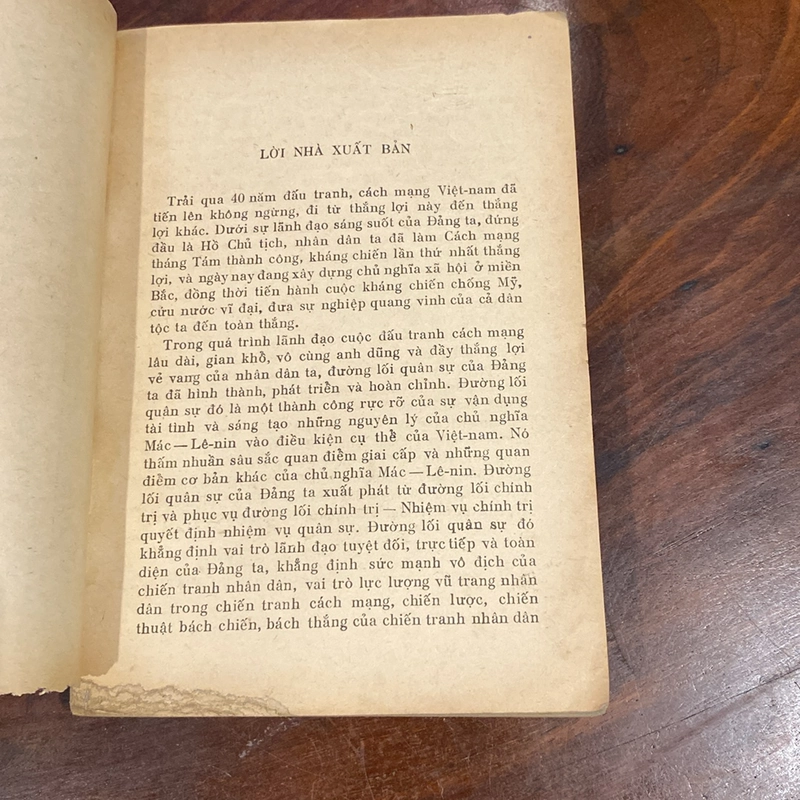 LỜI NHÀ XUẤT BẢN
Trải qua 40 năm đấu tranh, cách mạng Việt-nam đã
tiến lên không ngừng, đi từ thắng lợi này đến thắng
lợi khác. Dưới sự lãnh đạo sáng suốt của Đảng ta, đứng
đầu là Hồ Chủ tịch, nhân dân ta đã làm Cách mạng
tháng Tám thành công, kháng chiến lần thứ nhất thắng
lợi, và ngày nay đang xây dựng chủ nghĩa xã hội ở miền
Bắc, đồng thời tiến hành cuộc kháng chiến chống Mỹ,
cứu nước vĩ đại, đưa sự nghiệp quang vinh của cả dân
tộc ta đến toàn thắng.
Trong quá trình lãnh đạo cuộc đấu tranh cách mạng
lâu dài, gian khổ, vô cùng anh dũng và đầy thắng lợi
vẻ vang của nhân dân ta, đường lối quân sự của Đảng
ta đã hình thành, phát triển và hoàn chỉnh. Đường lối
quân sự đó là một thành công rực rỡ của sự vận dụng
tài tình và sáng tạo những nguyên lý của chủ nghĩa
Mác — Lê-nin vào điều kiện cụ thể của Việt-nam. Nó
thấm nhuần sâu sắc quan điểm giai cấp và những quan
điểm cơ bản khác của chủ nghĩa Mác — Lê-nin. Đường
lối quân sự của Đảng ta xuất phát từ đường lối chính
trị và phục vụ đường lối chính trị — Nhiệm vụ chính trị
quyết định nhiệm vụ quân sự. Đường lối quân sự đó
khẳng định vai trò lãnh đạo tuyệt đối, trực tiếp và toàn
diện của Đảng ta, khẳng định sức mạnh vô địch của
chiến tranh nhân dân, vai trò lực lượng vũ trang nhân
dân trong chiến tranh cách mạng, chiến lược, chiến
thuật bách chiến, bách thắng của chiến tranh nhân dân